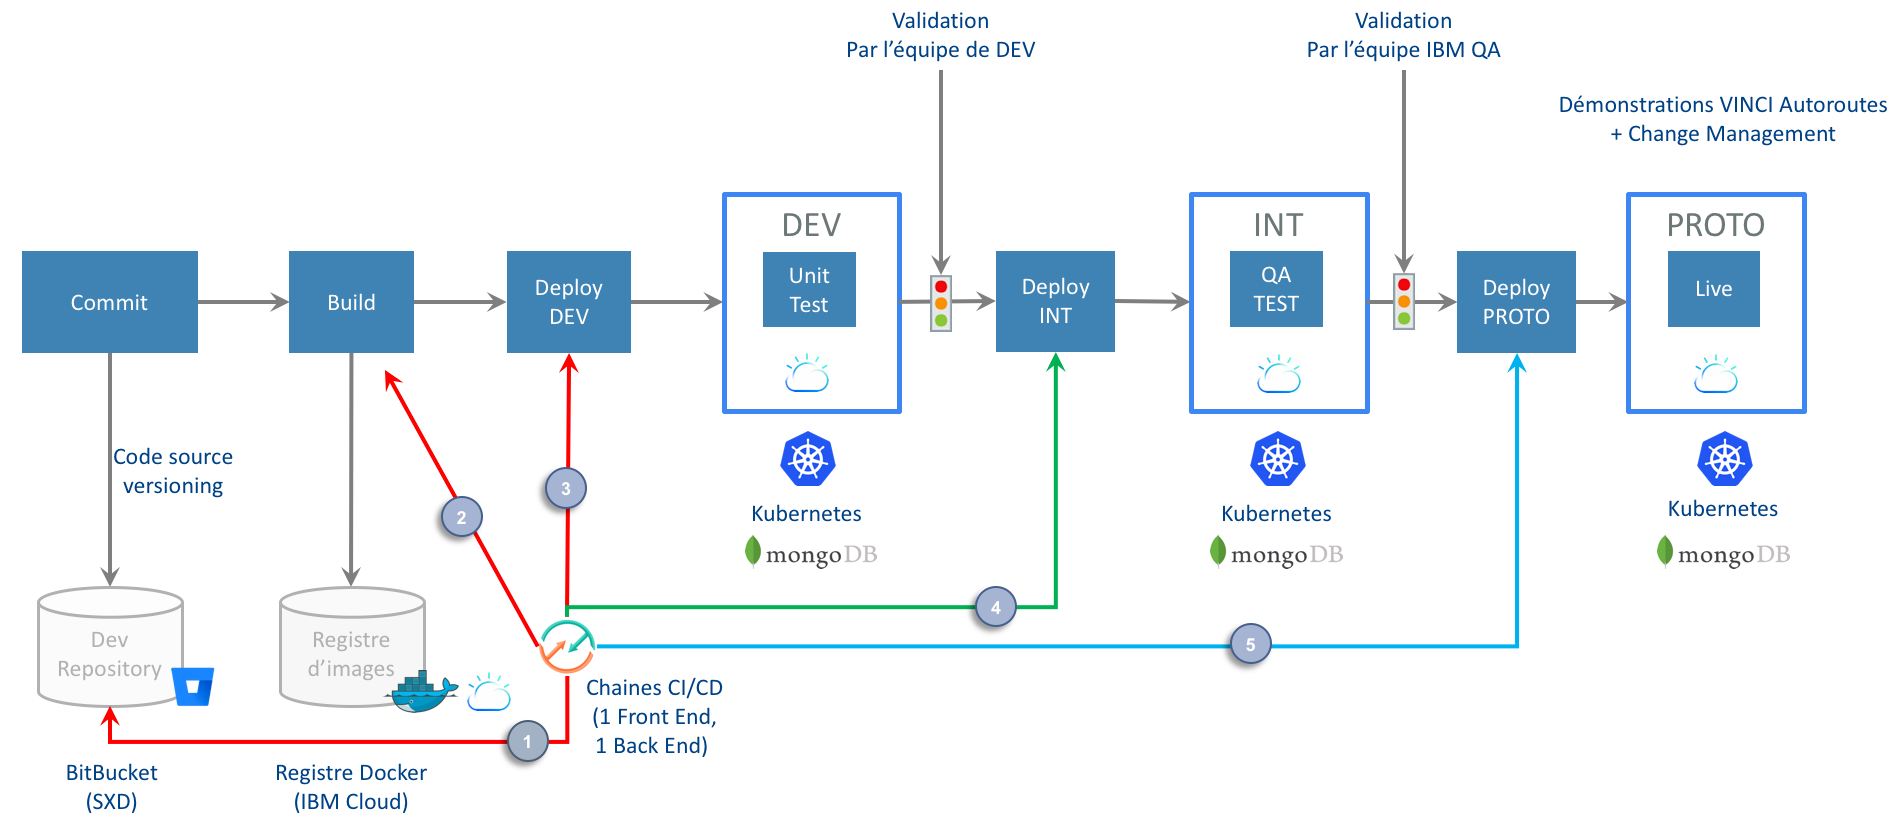 Validation
Par l'équipe de DEV
Validation
Par l'équipe IBM QA
Démonstrations VINCI Autoroutes
+ Change Management
Commit
Build
Deploy
DEV
DEV
Unit
Test
Deploy
INT
INT
QA
TEST
Deploy
PROTO
PROTO
Live
Code source
versioning
2
3
Kubernetes
mongoDB
Kubernetes
mongoDB
Kubernetes
mongoDB
4
5
Dev
Repository
Registre
d'images
Chaines CI/CD
(1 Front End,
1 Back End)
1
BitBucket
(SXD)
Registre Docker
(IBM Cloud)